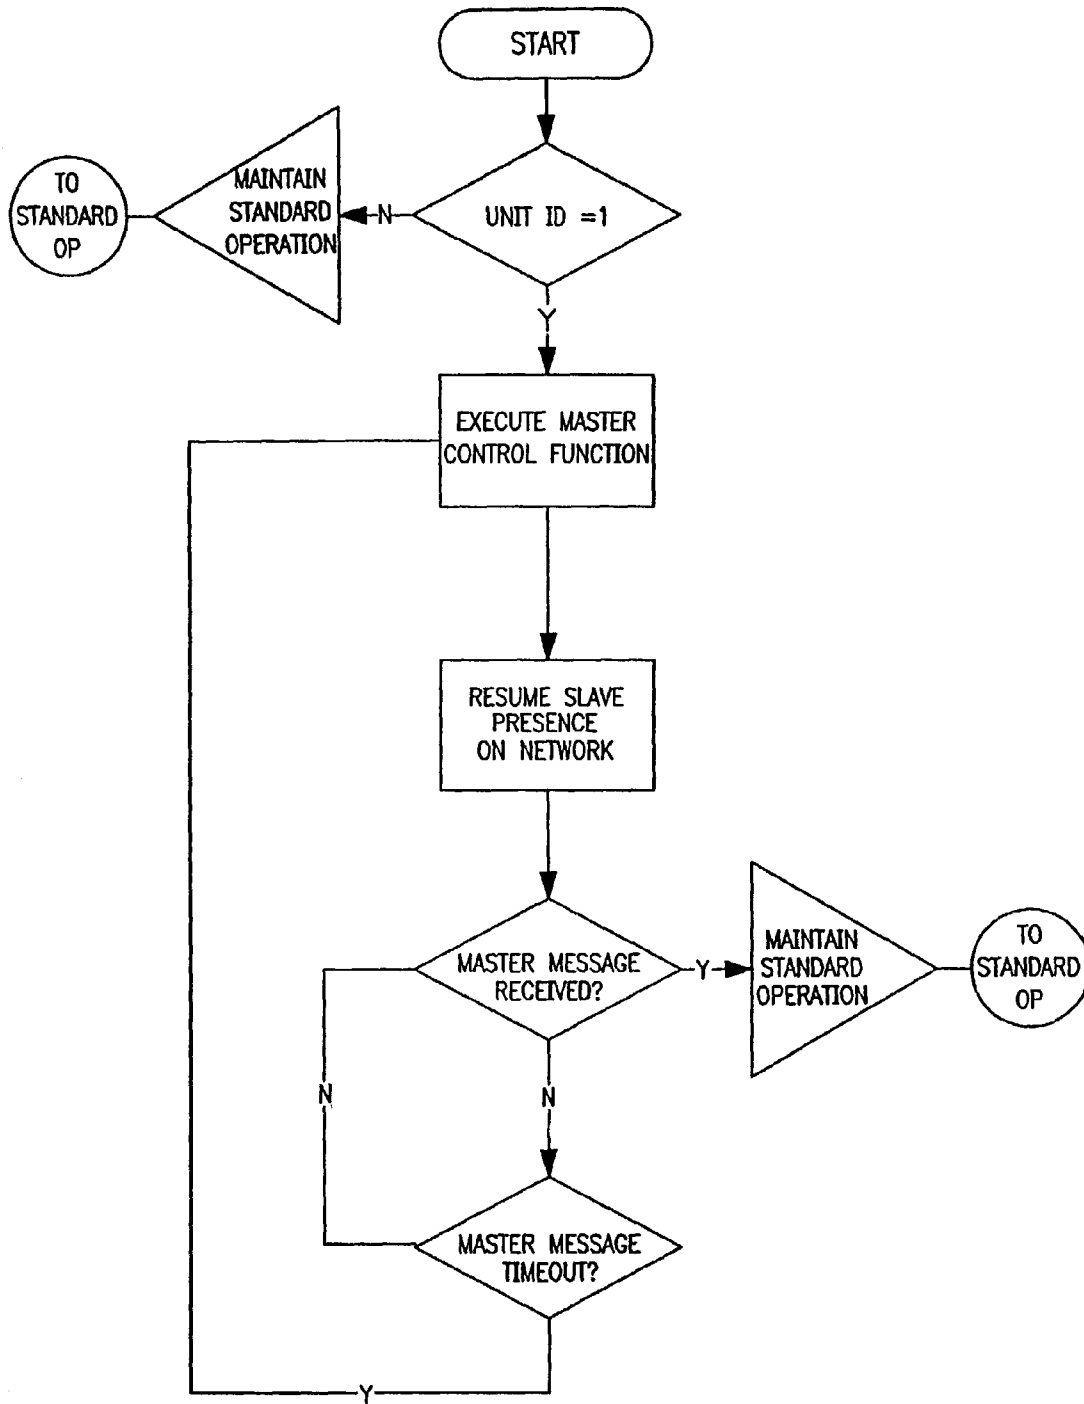 START
TO
STANDARD
OP
MAINTAIN
STANDARD
OPERATION
N
UNIT ID =1
Y
EXECUTE MASTER
CONTROL FUNCTION
RESUME SLAVE
PRESENCE
ON NETWORK
MASTER MESSAGE
RECEIVED?
Y
MAINTAIN
STANDARD
OPERATION
TO
STANDARD
OP
N
N
MASTER MESSAGE
TIMEOUT?
Y